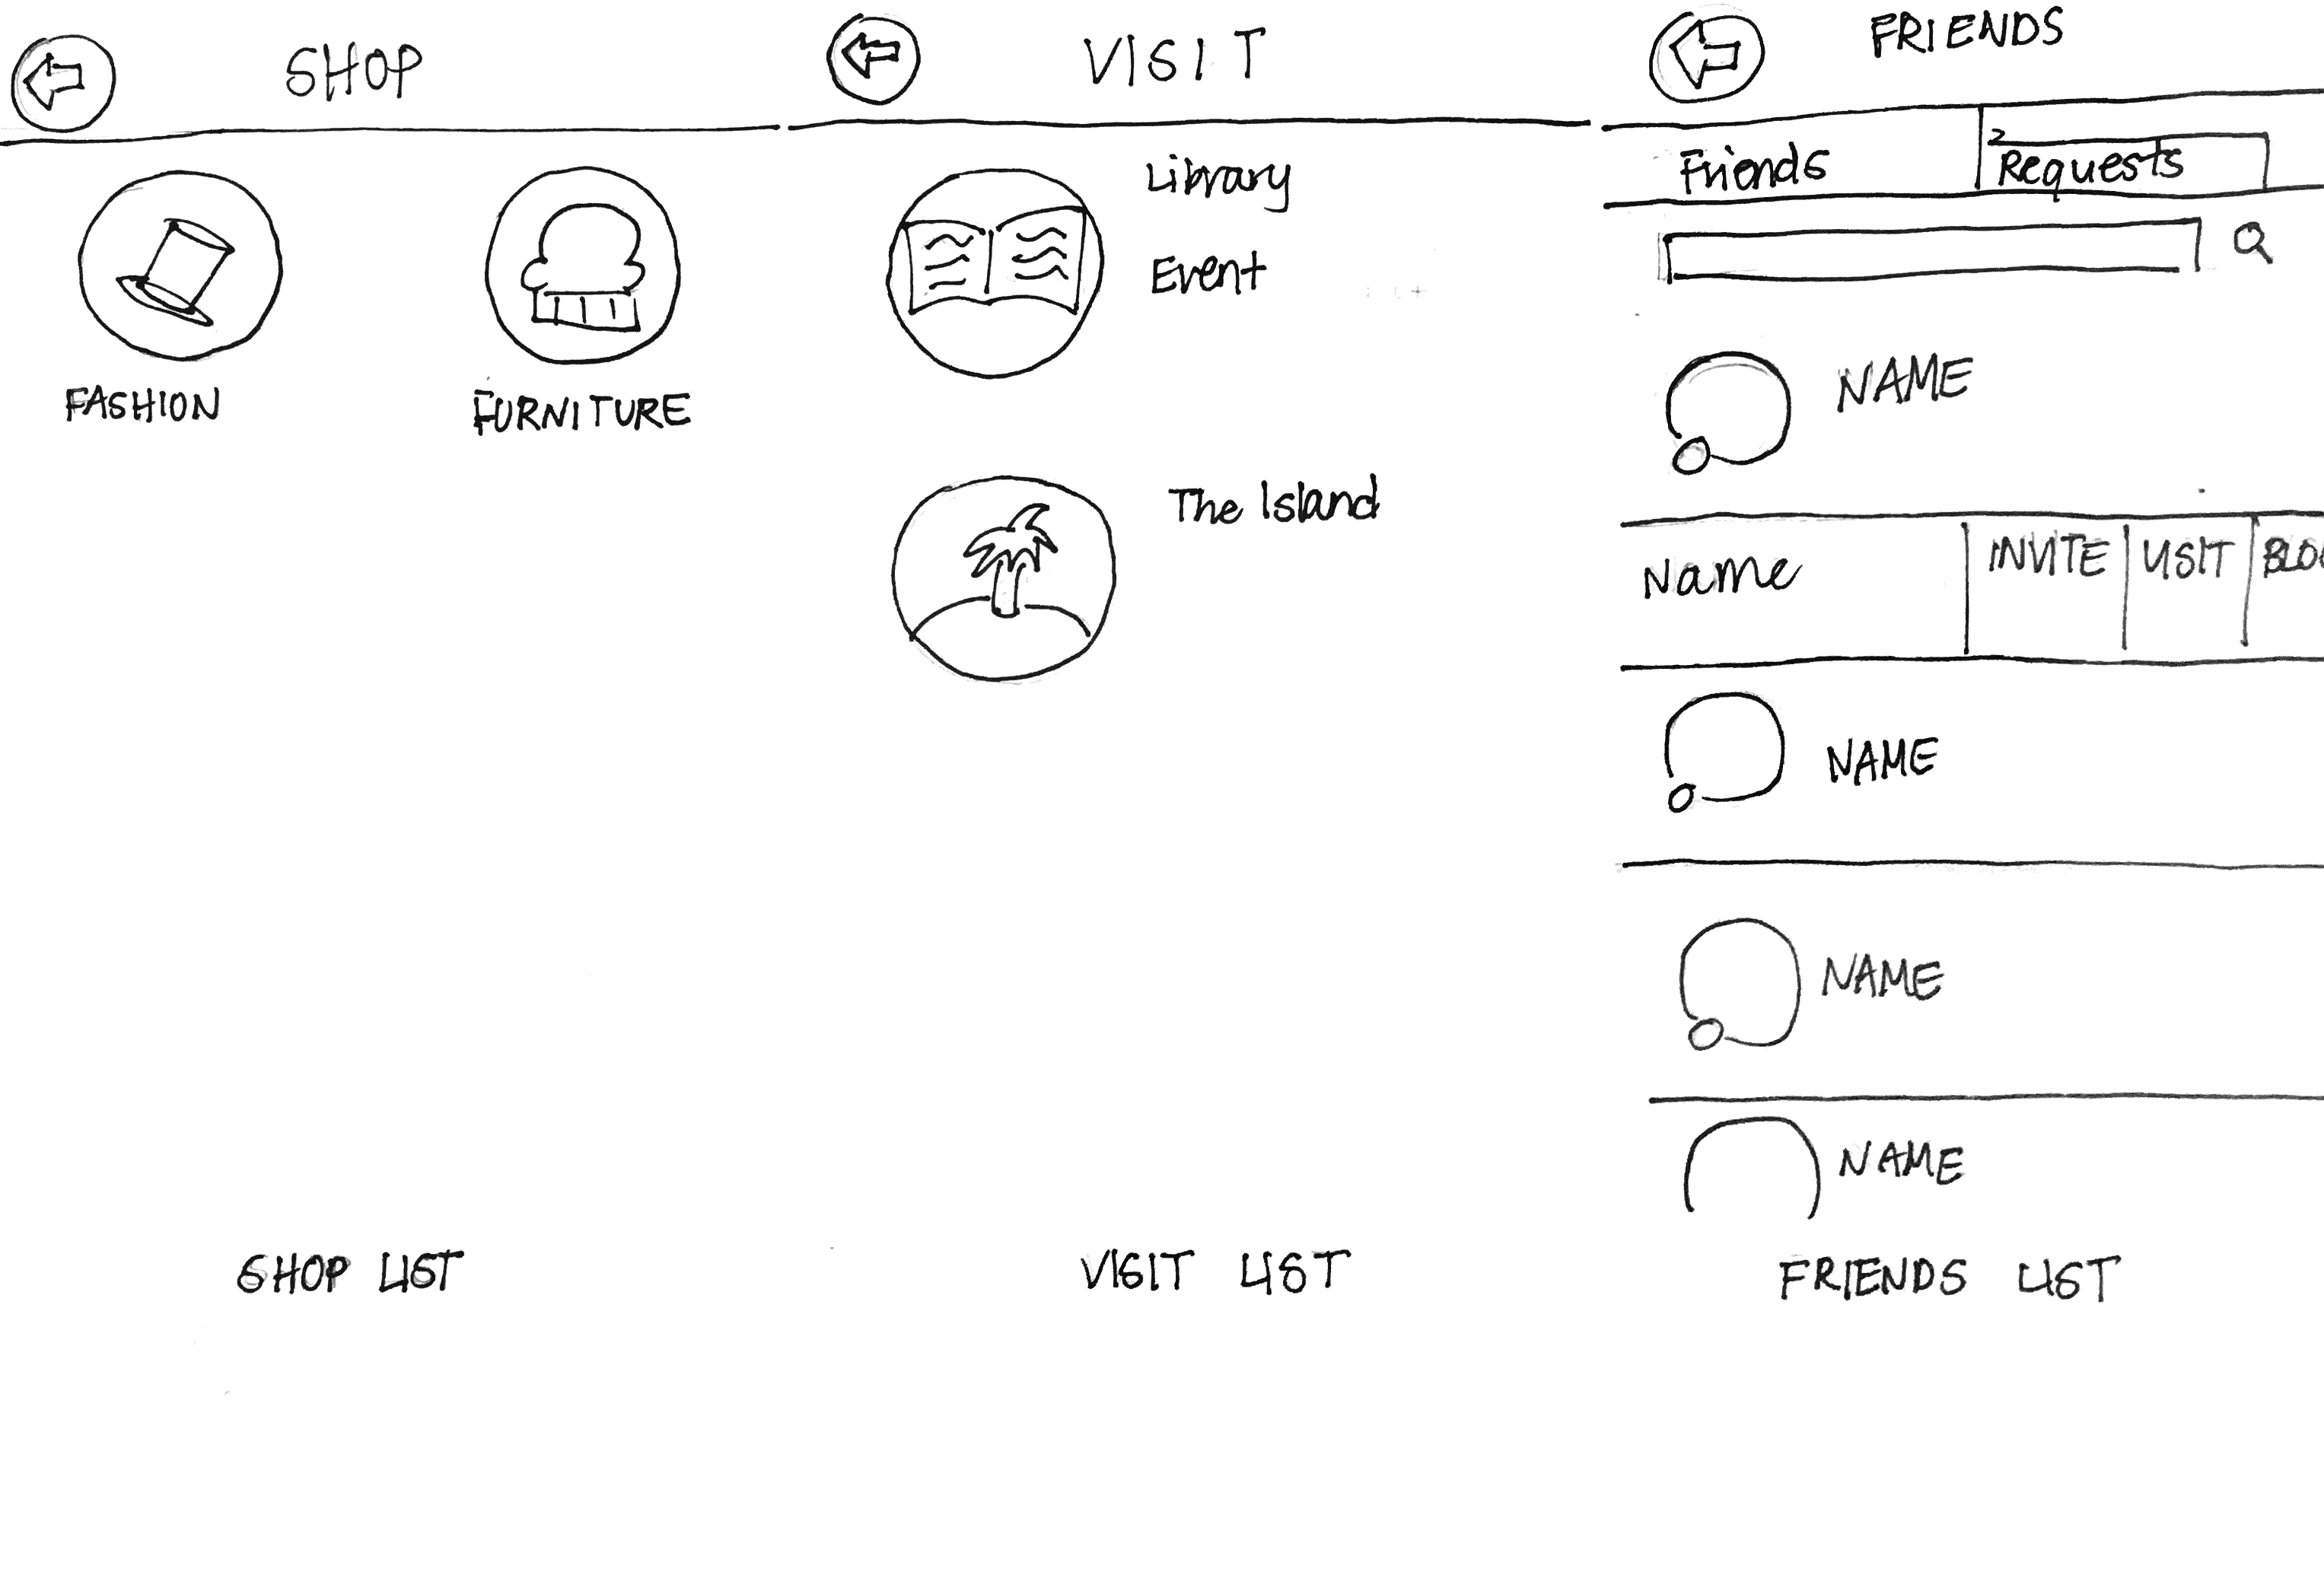 SHOP
FASHION
FURNITURE
SHOP LIST
VISIT
Library
Event
The Island
VISIT LIST
FRIENDS
Friends
2
Requests
NAME
Name
INVITE
VISIT
BLO
NAME
NAME
NAME
FRIENDS LIST